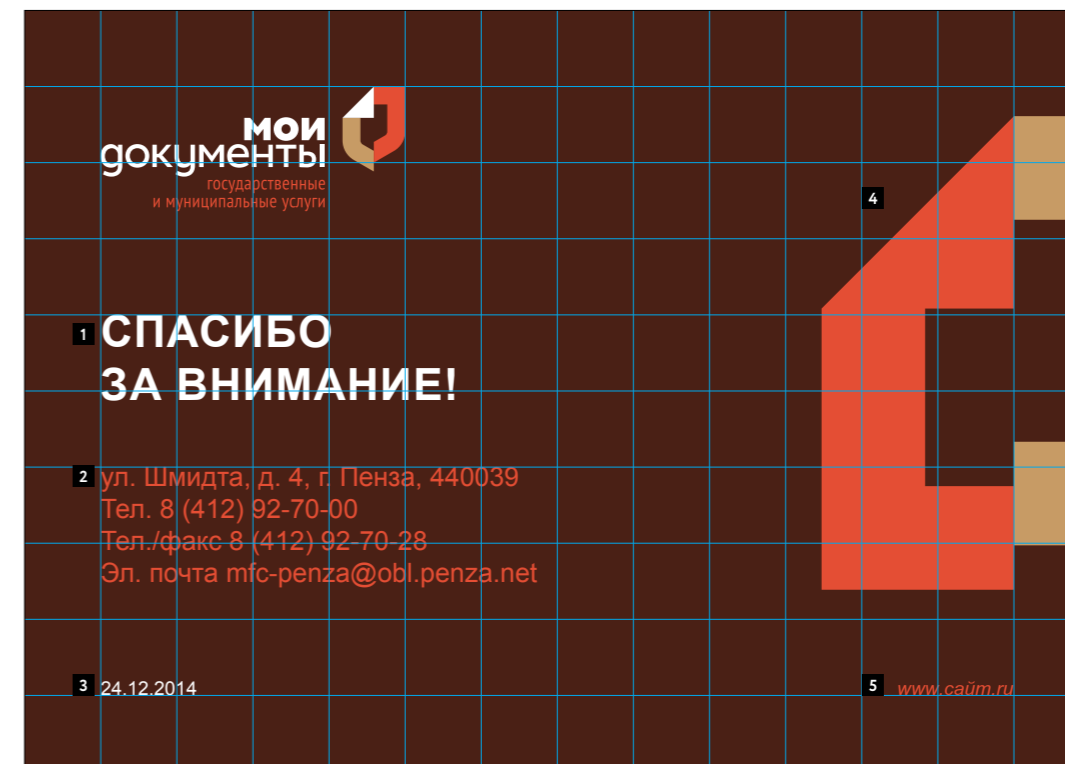 мои
документы
государственные
и муниципальные услуги
4
1 СПАСИБО
ЗА ВНИМАНИЕ!
2 ул. Шмидта, д. 4, г. Пенза, 440039
Тел. 8 (412) 92-70-00
Тел./факс 8 (412) 92-70-28
Эл. почта mfc-penza@obl.penza.net
3 24.12.2014
5 www.сайт.ru